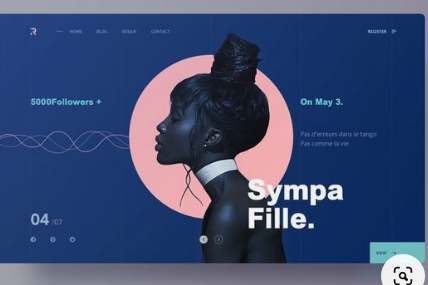 R
HOME BLOG DESIGN CONTACT
REGISTER
5000Followers +
On May 3.
Pas d'erreurs dans le tango
Pas comme la vie
Sympa
Fille.
04 /07
VIEW